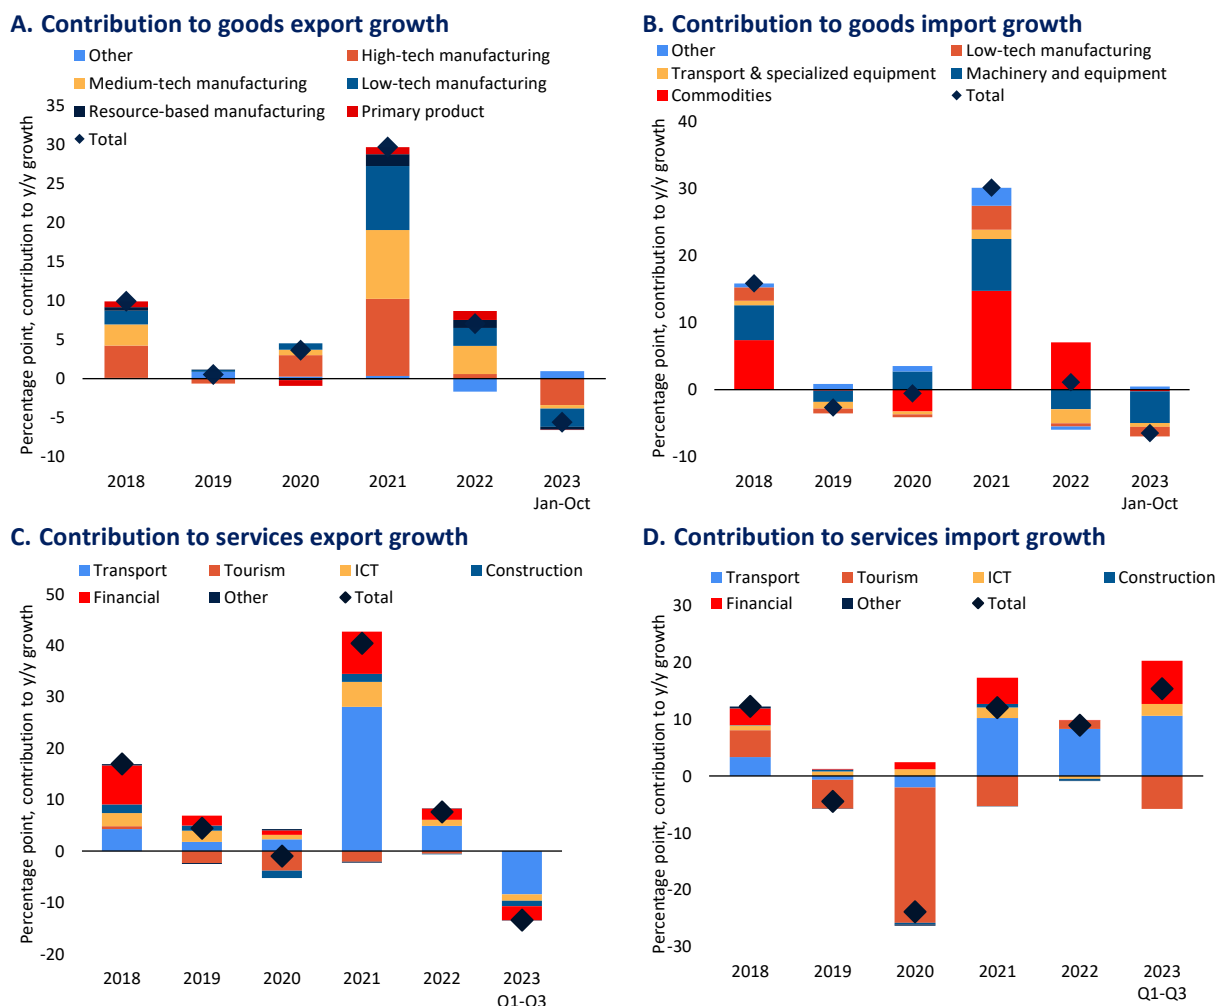 A. Contribution to goods export growth
Other
High-tech manufacturing
Medium-tech manufacturing
Low-tech manufacturing
Resource-based manufacturing
Primary product
Total
Percentage point, contribution to y/y growth
35
30
25
20
15
10
5
0
-5
-10
2018
2019
2020
2021
2022
2023
Jan-Oct
B. Contribution to goods import growth
Other
Low-tech manufacturing
Transport & specialized equipment
Machinery and equipment
Commodities
Total
Percentage point, contribution to y/y growth
40
30
20
10
0
-10
2018
2019
2020
2021
2022
2023
Jan-Oct
C. Contribution to services export growth
Transport
Tourism
ICT
Construction
Financial
Other
Total
Percentage point, contribution to y/y growth
50
40
30
20
10
0
-10
-20
2018
2019
2020
2021
2022
2023
Q1-Q3
D. Contribution to services import growth
Transport
Tourism
ICT
Construction
Financial
Other
Total
Percentage point, contribution to y/y growth
30
20
10
0
-10
-20
-30
2018
2019
2020
2021
2022
2023
Q1-Q3